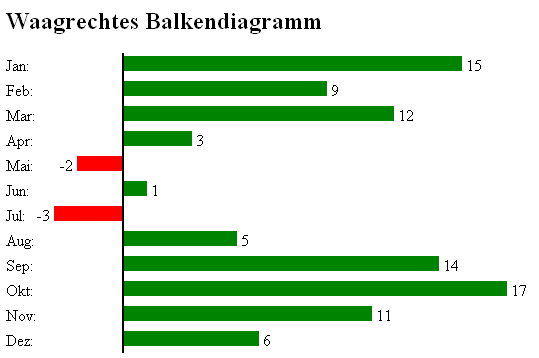 Waagrechtes Balkendiagramm
Jan: 15
Feb: 9
Mar: 12
Apr: 3
Mai: -2
Jun: 1
Jul: -3
Aug: 5
Sep: 14
Okt: 17
Nov: 11
Dez: 6